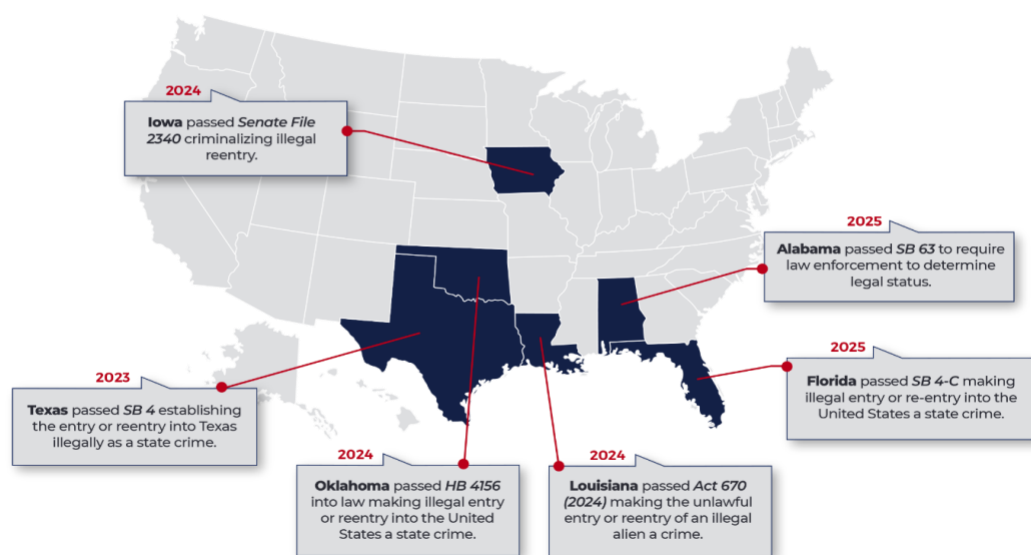 2024
Iowa passed Senate File
2340 criminalizing illegal
reentry.
2025
Alabama passed SB 63 to require
law enforcement to determine
legal status.
2025
Florida passed SB 4-C making
illegal entry or re-entry into the
United States a state crime.
2023
Texas passed SB 4 establishing
the entry or reentry into Texas
illegally as a state crime.
2024
Oklahoma passed HB 4156
into law making illegal entry
or reentry into the United
States a state crime.
2024
Louisiana passed Act 670
(2024) making the unlawful
entry or reentry of an illegal
alien a crime.